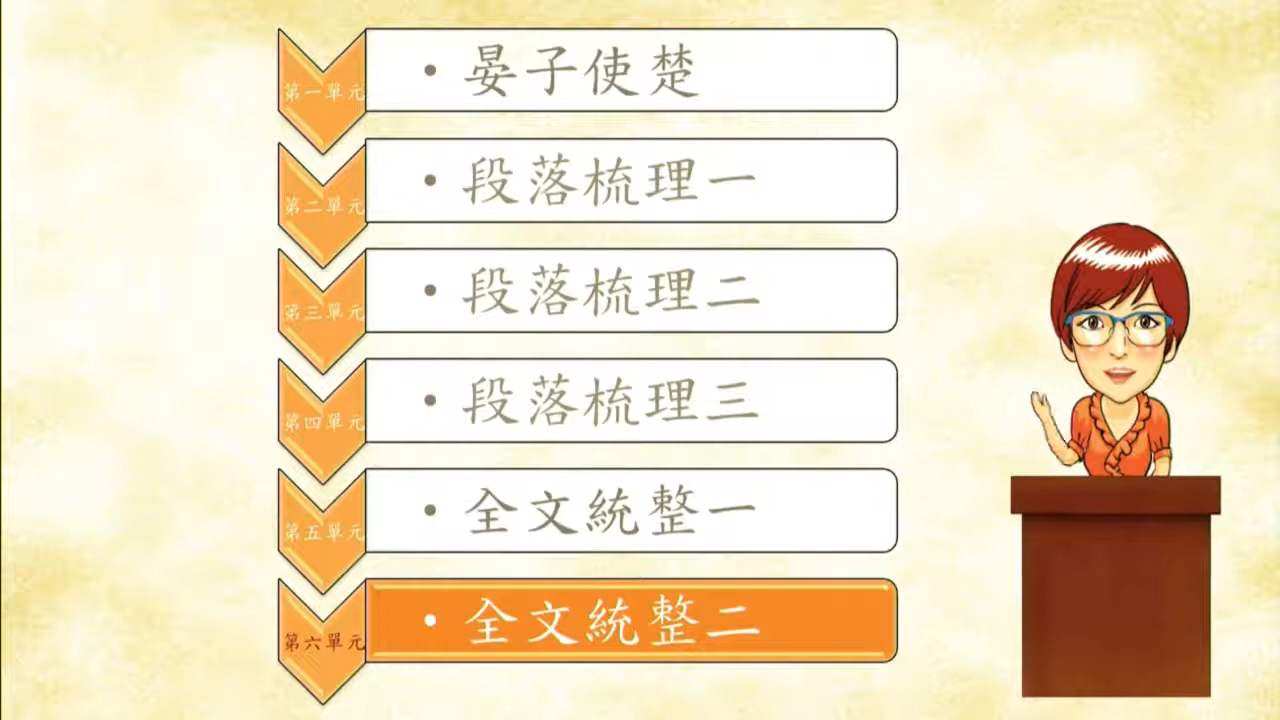 第一單元
• 晏子使楚
第二單元
• 段落梳理一
第三單元
• 段落梳理二
第四單元
• 段落梳理三
第五單元
• 全文統整一
第六單元
• 全文統整二